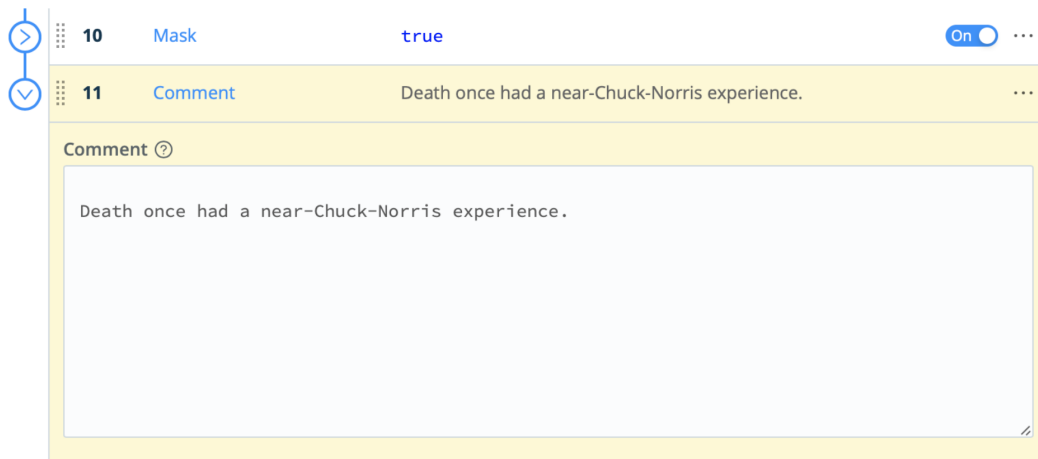 10 Mask true On ...
11 Comment Death once had a near-Chuck-Norris experience. ...
Comment ?
Death once had a near-Chuck-Norris experience.